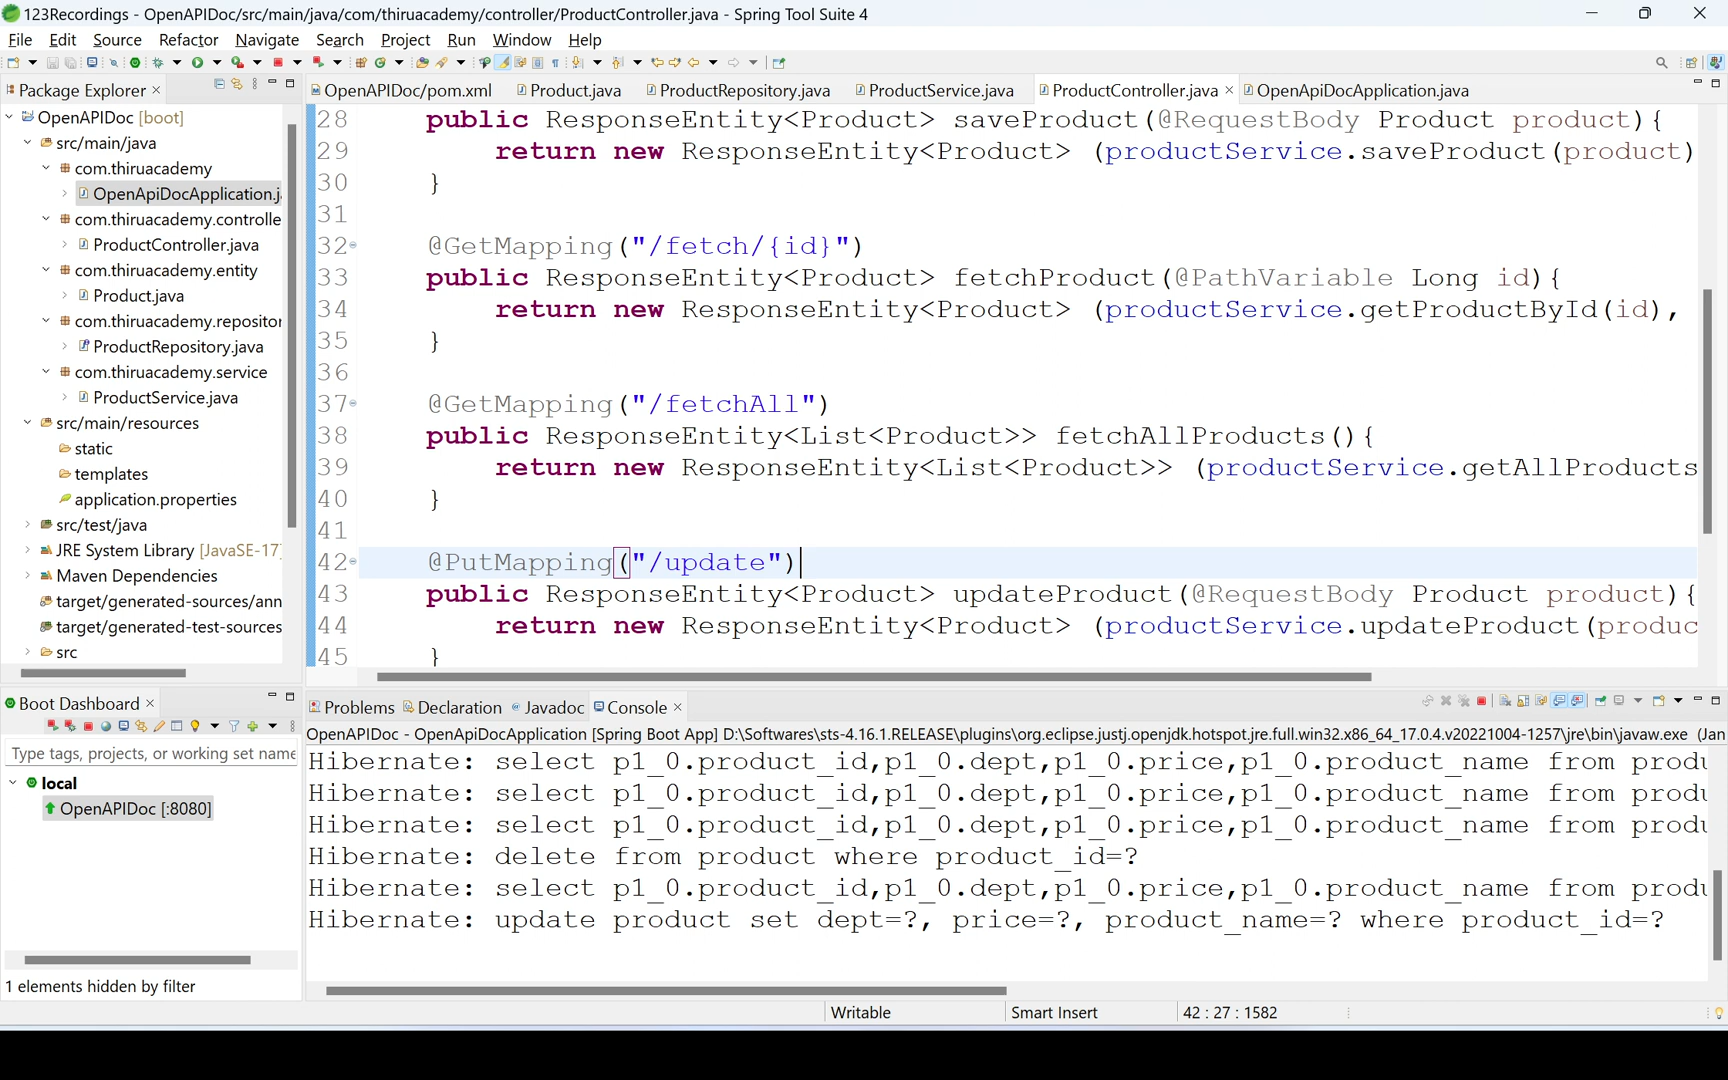 123Recordings - OpenAPIDoc/src/main/java/com/thiruacademy/controller/ProductController.java - Spring Tool Suite 4
File Edit Source Refactor Navigate Search Project Run Window Help
Package Explorer
OpenAPIDoc [boot]
src/main/java
com.thiruacademy
OpenApiDocApplication.j
com.thiruacademy.controlle
ProductController.java
com.thiruacademy.entity
Product.java
com.thiruacademy.repositor
ProductRepository.java
com.thiruacademy.service
ProductService.java
src/main/resources
static
templates
application.properties
src/test/java
JRE System Library [JavaSE-17]
Maven Dependencies
target/generated-sources/ann
target/generated-test-sources
src
OpenAPIDoc/pom.xml Product.java ProductRepository.java ProductService.java ProductController.java OpenApiDocApplication.java
28 public ResponseEntity<Product> saveProduct(@RequestBody Product product){
29 return new ResponseEntity<Product> (productService.saveProduct(product)
30 }
31
32 @GetMapping("/fetch/{id}")
33 public ResponseEntity<Product> fetchProduct(@PathVariable Long id){
34 return new ResponseEntity<Product> (productService.getProductById(id),
35 }
36
37 @GetMapping("/fetchAll")
38 public ResponseEntity<List<Product>> fetchAllProducts(){
39 return new ResponseEntity<List<Product>> (productService.getAllProducts
40 }
41
42 @PutMapping("/update")
43 public ResponseEntity<Product> updateProduct(@RequestBody Product product){
44 return new ResponseEntity<Product> (productService.updateProduct(produc
45 }
Boot Dashboard
Type tags, projects, or working set name
local
OpenAPIDoc [:8080]
1 elements hidden by filter
Problems Declaration Javadoc Console
OpenAPIDoc - OpenApiDocApplication [Spring Boot App] D:\Softwares\sts-4.16.1.RELEASE\plugins\org.eclipse.justj.openjdk.hotspot.jre.full.win32.x86_64_17.0.4.v20221004-1257\jre\bin\javaw.exe (Jan
Hibernate: select p1_0.product_id,p1_0.dept,p1_0.price,p1_0.product_name from produ
Hibernate: select p1_0.product_id,p1_0.dept,p1_0.price,p1_0.product_name from produ
Hibernate: select p1_0.product_id,p1_0.dept,p1_0.price,p1_0.product_name from produ
Hibernate: delete from product where product_id=?
Hibernate: select p1_0.product_id,p1_0.dept,p1_0.price,p1_0.product_name from produ
Hibernate: update product set dept=?, price=?, product_name=? where product_id=?
Writable Smart Insert 42 : 27 : 1582